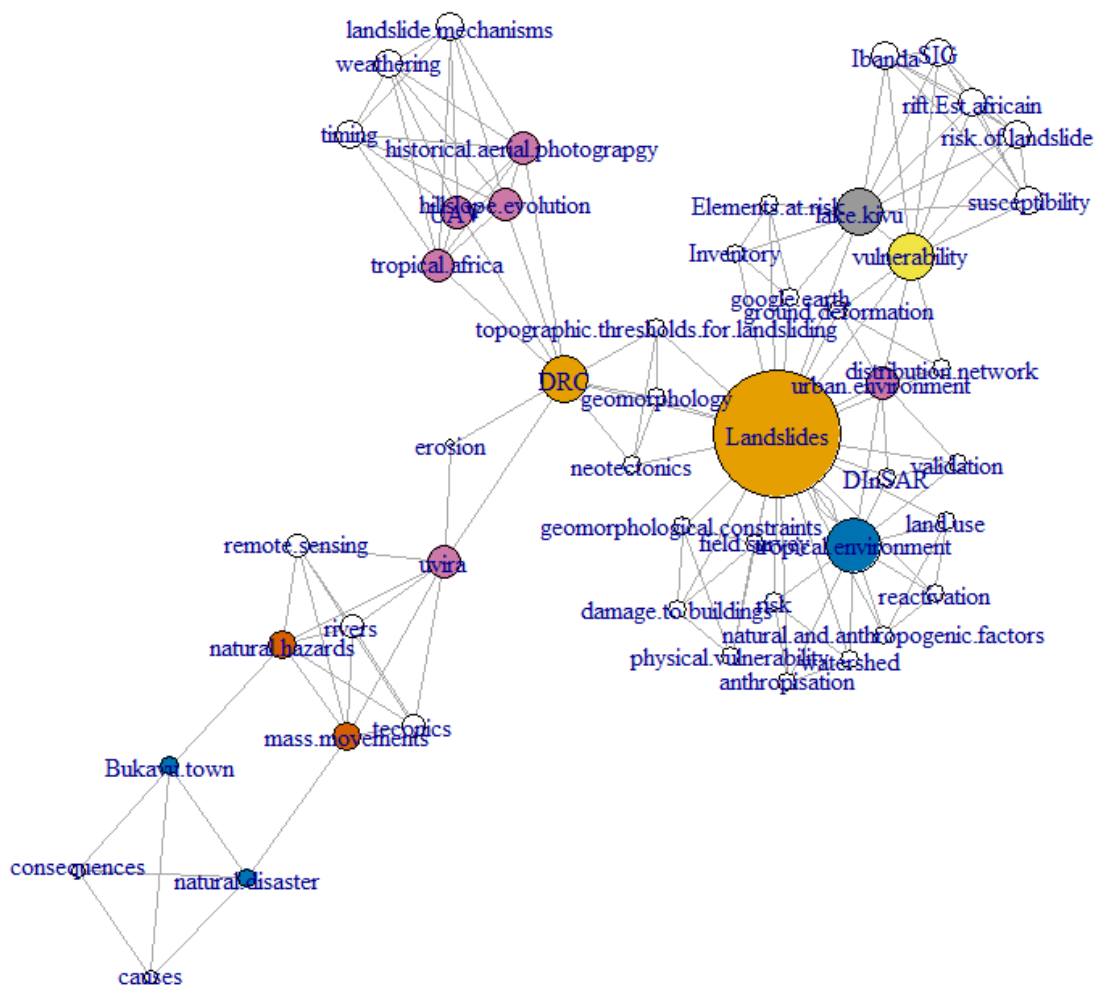 landslide.mechanisms
weathering
timing
historical.aerial.photograpgy
hillslope.evolution
UAV
tropical.africa
Ibanda
SIG
rift.Est.africain
risk.of.landslide
susceptibility
Elements.at.risk
lake.kivu
Inventory
vulnerability
google.earth
ground.deformation
topographic.thresholds.for.landsliding
distribution.network
DRC
urban.environment
geomorphology
Landslides
erosion
neotectonics
validation
DInSAR
geomorphological.constraints
land.use
remote.sensing
field.survey
tropical.environment
uvira
reactivation
damage.to.buildings
risk
rivers
natural.and.anthropogenic.factors
natural.hazards
physical.vulnerability
watershed
anthropisation
teconics
mass.movements
Bukavu.town
consequences
natural.disaster
causes